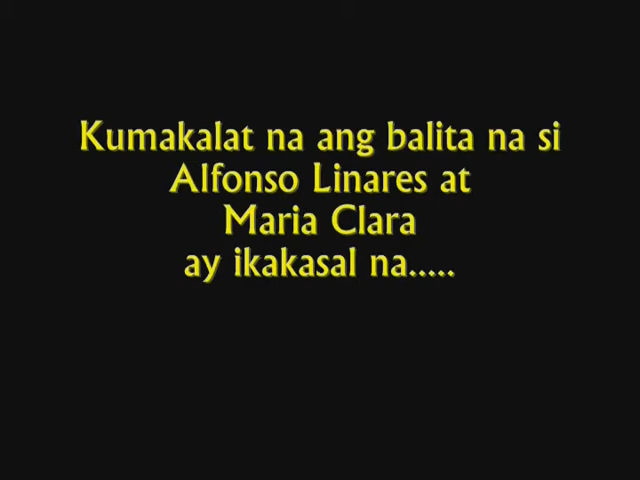 Kumakalat na ang balita na si
Alfonso Linares at
Maria Clara
ay ikakasal na.....